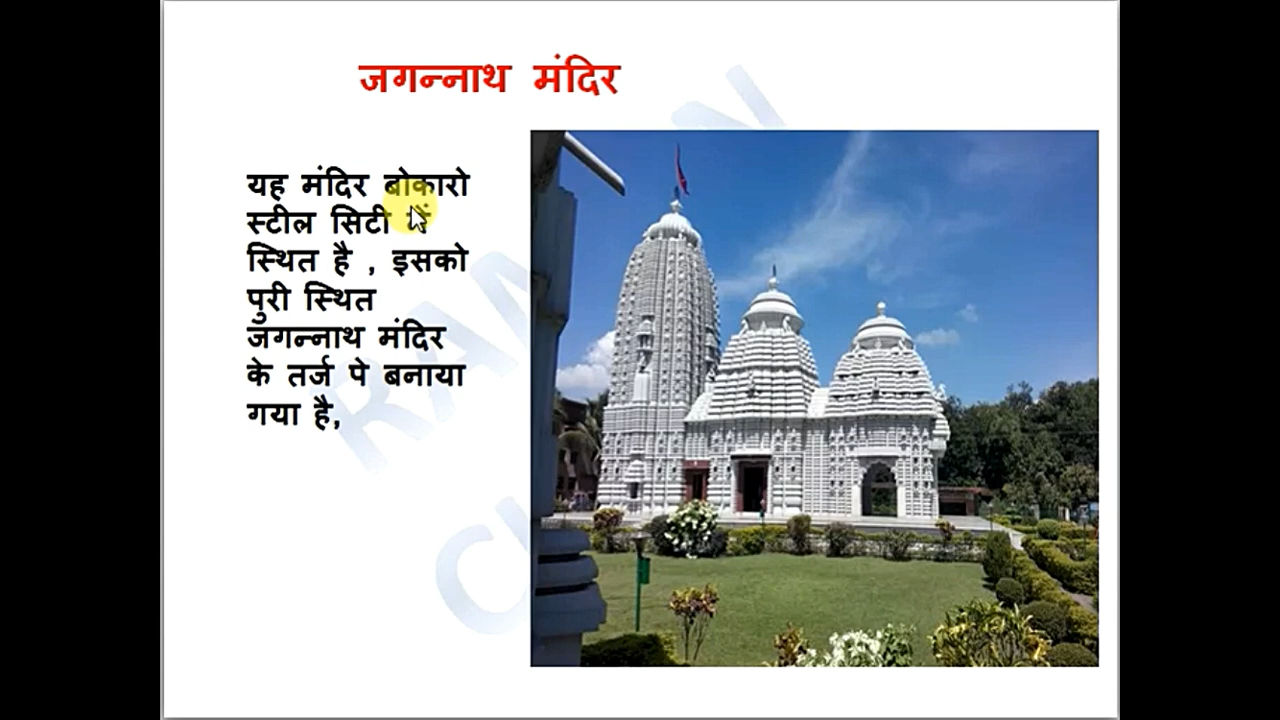 जगन्नाथ मंदिर
यह मंदिर बोकारो
स्टील सिटी में
स्थित है , इसको
पुरी स्थित
जगन्नाथ मंदिर
के तर्ज पे बनाया
गया है,